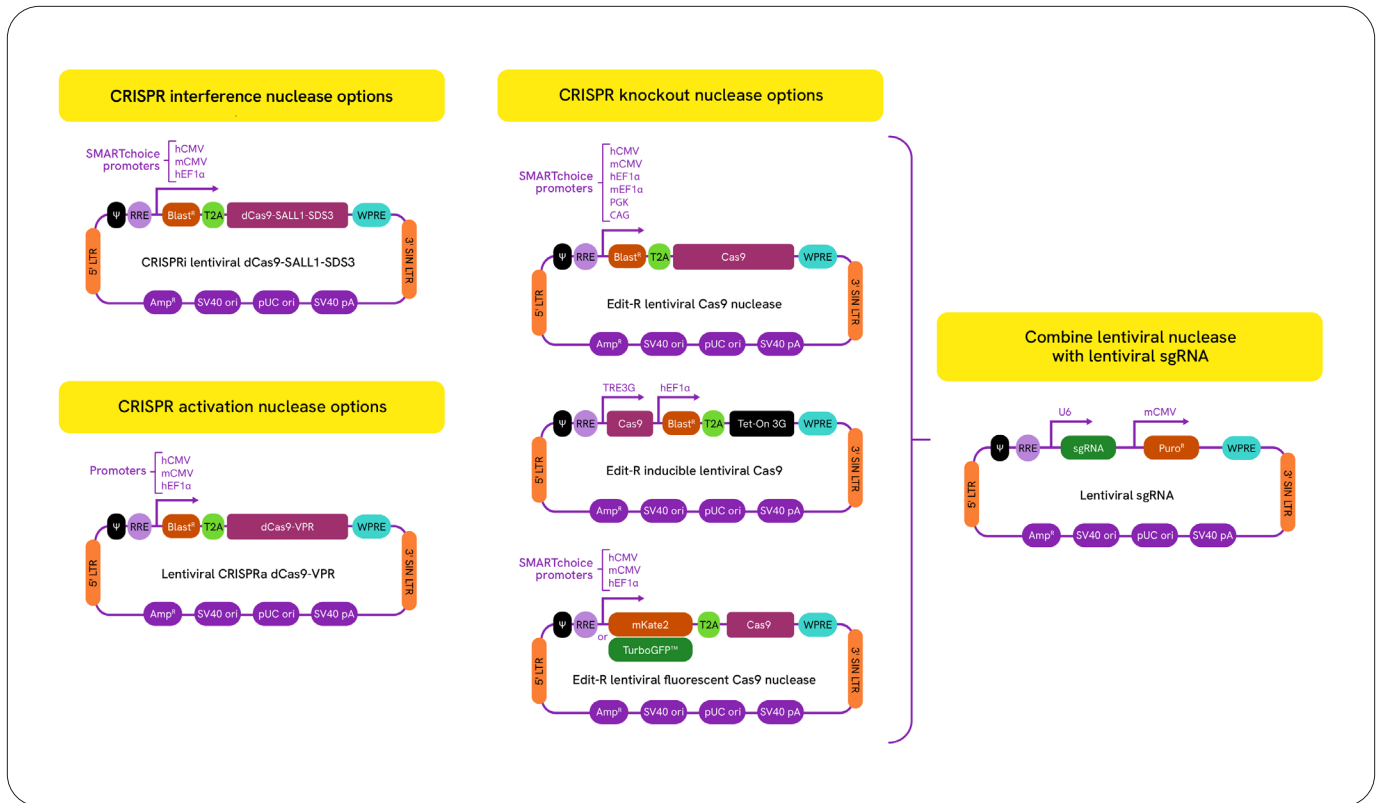 CRISPR interference nuclease options
SMARTchoice
promoters
hCMV
mCMV
hEF1α
Ψ
RRE
Blastᴿ
T2A
dCas9-SALL1-SDS3
WPRE
5' LTR
3' SIN LTR
CRISPRi lentiviral dCas9-SALL1-SDS3
Ampᴿ
SV40 ori
pUC ori
SV40 pA
CRISPR activation nuclease options
Promoters
hCMV
mCMV
hEF1α
Ψ
RRE
Blastᴿ
T2A
dCas9-VPR
WPRE
5' LTR
3' SIN LTR
Lentiviral CRISPRa dCas9-VPR
Ampᴿ
SV40 ori
pUC ori
SV40 pA
CRISPR knockout nuclease options
SMARTchoice
promoters
hCMV
mCMV
hEF1α
mEF1α
PGK
CAG
Ψ
RRE
Blastᴿ
T2A
Cas9
WPRE
5' LTR
3' SIN LTR
Edit-R lentiviral Cas9 nuclease
Ampᴿ
SV40 ori
pUC ori
SV40 pA
TRE3G
hEF1α
Ψ
RRE
Cas9
Blastᴿ
T2A
Tet-On 3G
WPRE
5' LTR
3' SIN LTR
Edit-R inducible lentiviral Cas9
Ampᴿ
SV40 ori
pUC ori
SV40 pA
SMARTchoice
promoters
hCMV
mCMV
hEF1α
Ψ
RRE
mKate2
or
TurboGFP™
T2A
Cas9
WPRE
5' LTR
3' SIN LTR
Edit-R lentiviral fluorescent Cas9 nuclease
Ampᴿ
SV40 ori
pUC ori
SV40 pA
Combine lentiviral nuclease
with lentiviral sgRNA
U6
mCMV
Ψ
RRE
sgRNA
Puroᴿ
WPRE
5' LTR
3' SIN LTR
Lentiviral sgRNA
Ampᴿ
SV40 ori
pUC ori
SV40 pA